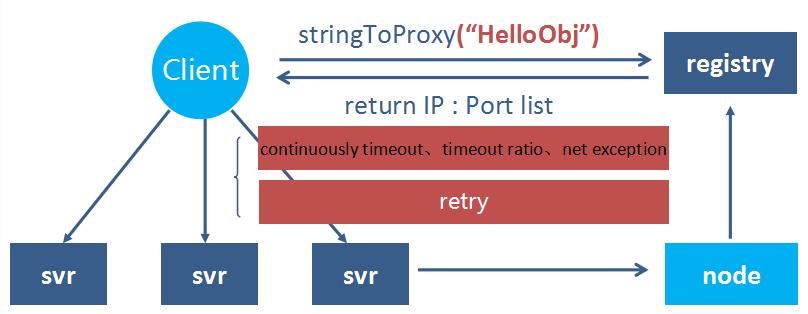 stringToProxy(“HelloObj”)
Client
registry
return IP : Port list
continuously timeout、timeout ratio、net exception
retry
svr
svr
svr
node